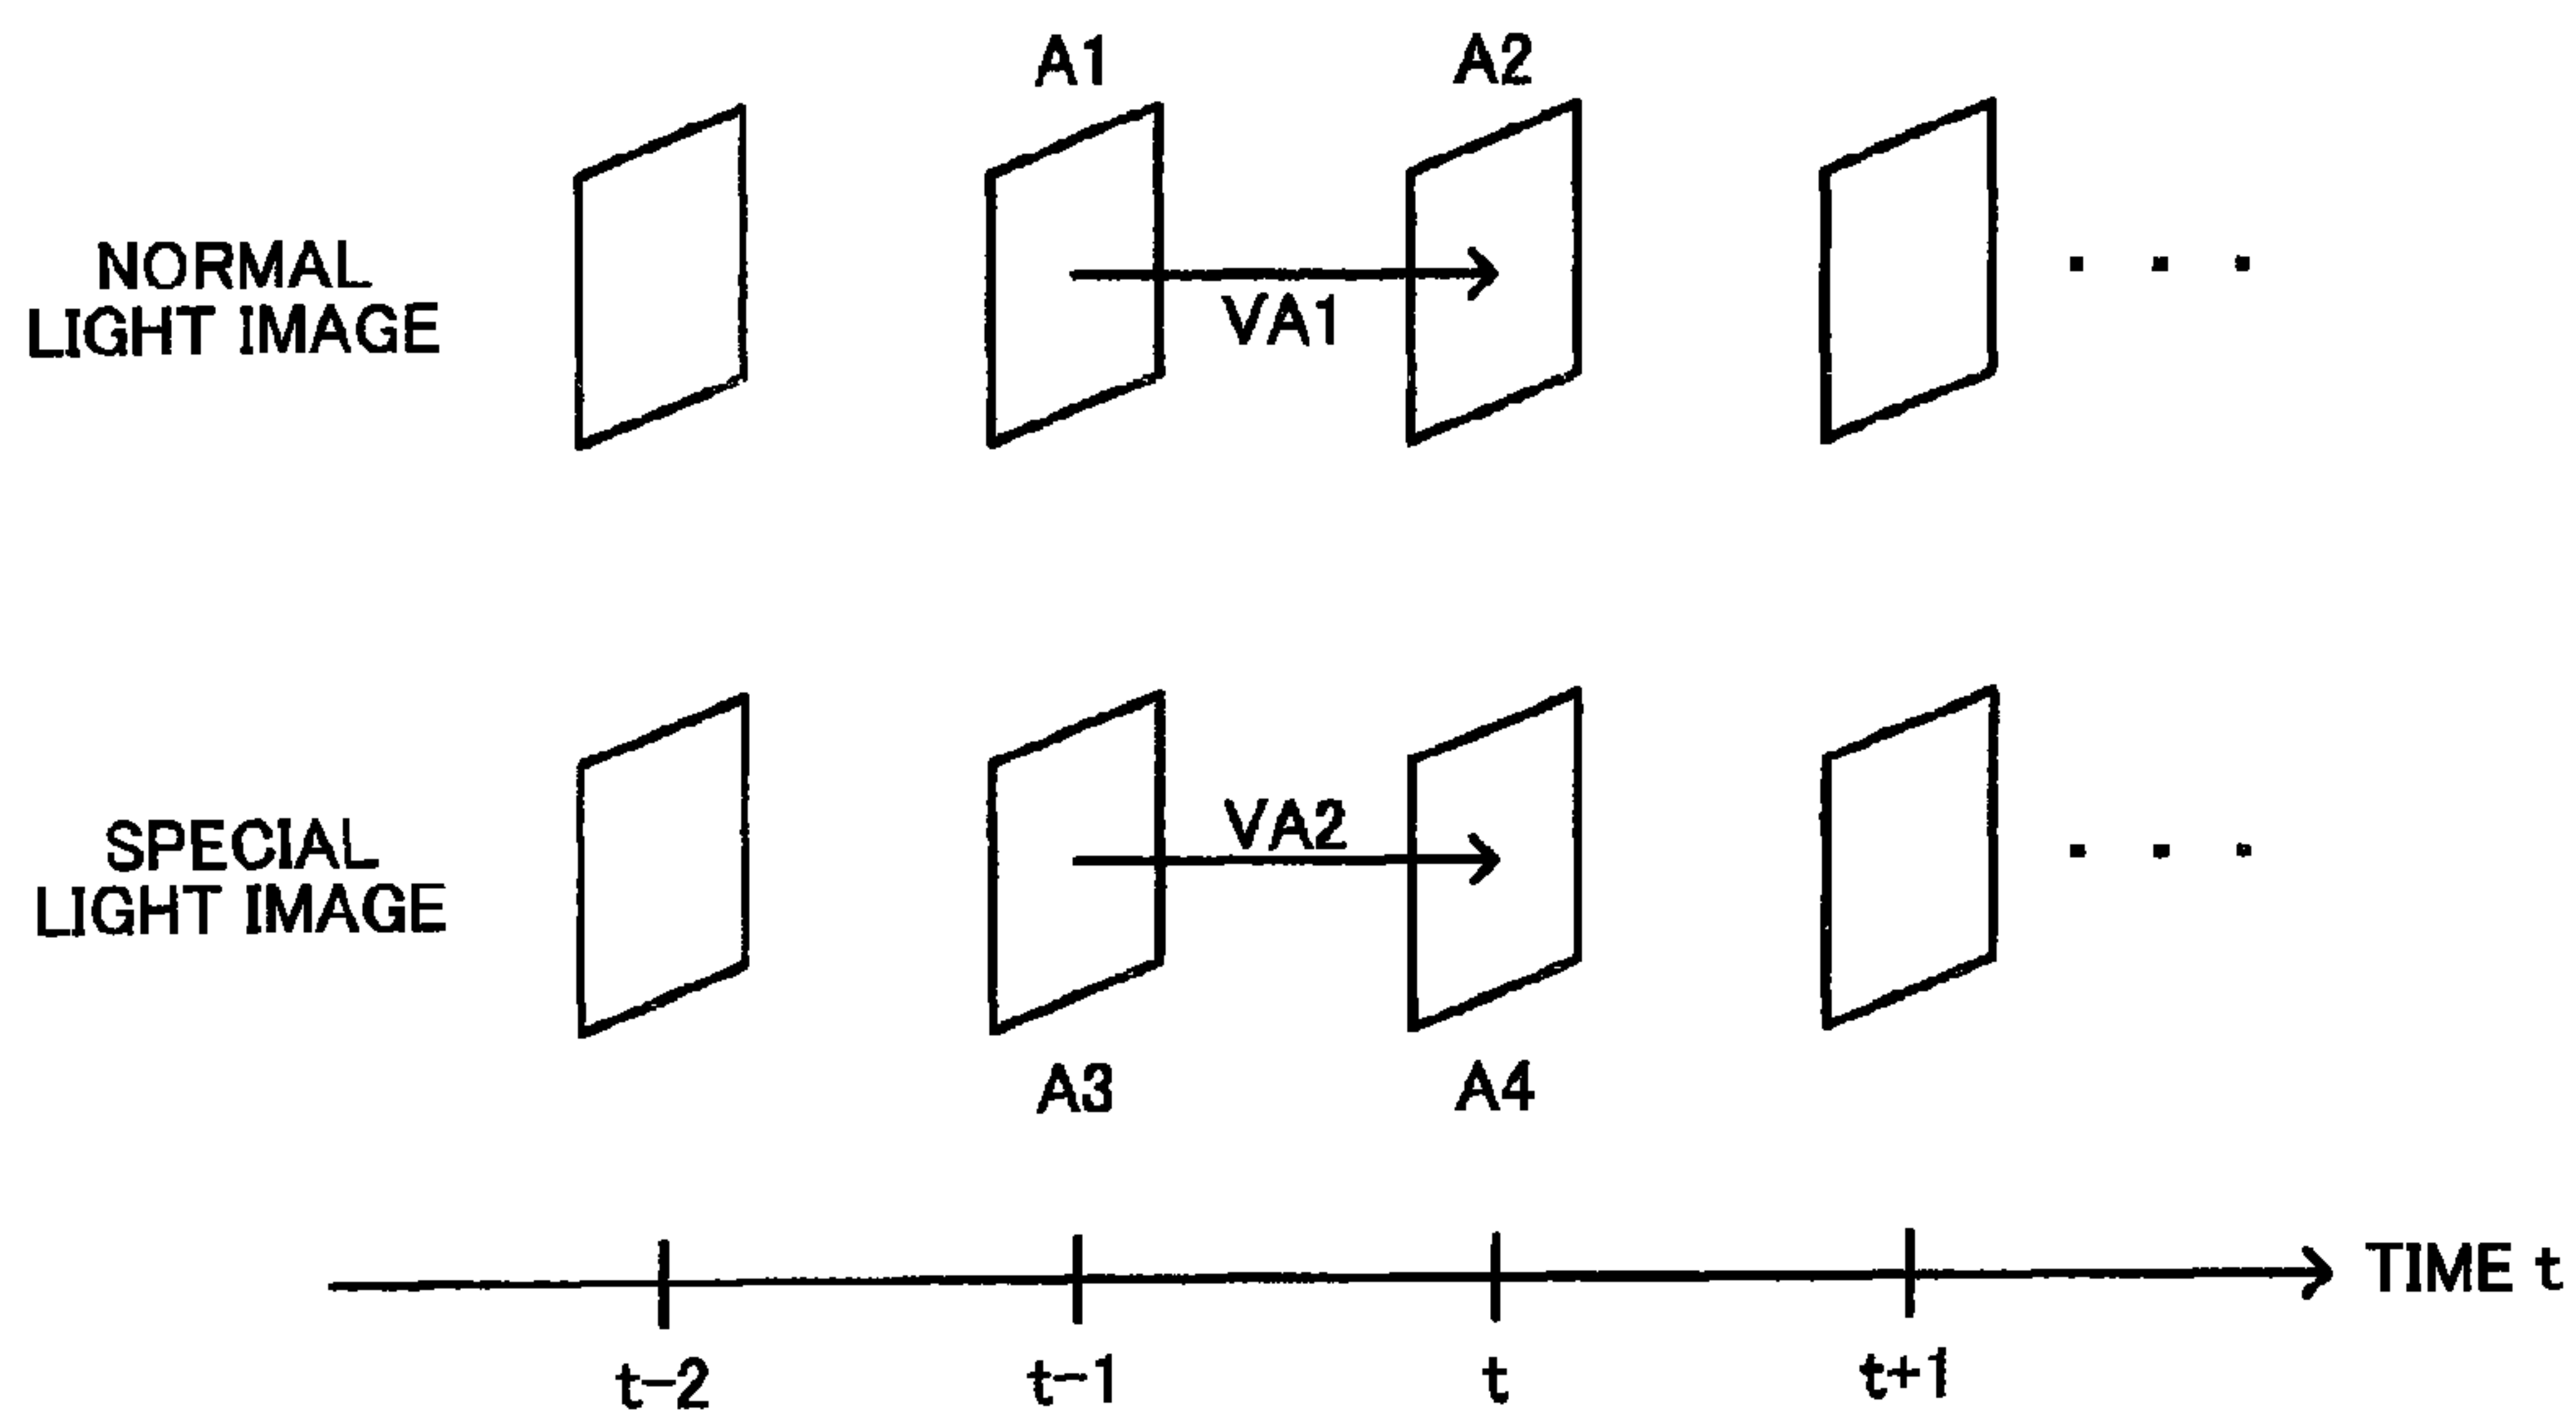 A1 A2
NORMAL
LIGHT IMAGE
VA1
. . .
SPECIAL
LIGHT IMAGE
VA2
. . .
A3 A4
TIME t
t-2 t-1 t t+1